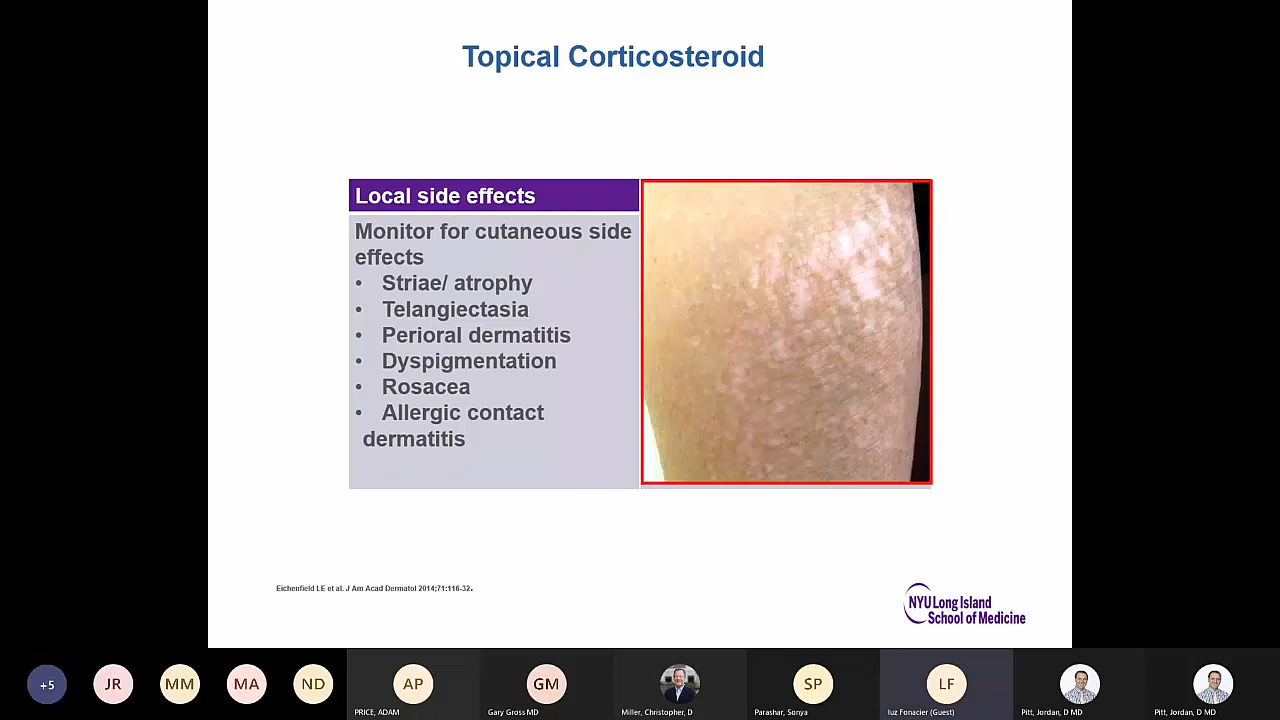 Topical Corticosteroid
Local side effects
Monitor for cutaneous side
effects
• Striae/ atrophy
• Telangiectasia
• Perioral dermatitis
• Dyspigmentation
• Rosacea
• Allergic contact
dermatitis
Eichenfield LE et al. J Am Acad Dermatol 2014;71:116-32.
NYU Long Island
School of Medicine
+5
JR
MM
MA
ND
AP
PRICE, ADAM
GM
Gary Gross MD
Miller, Christopher, D
SP
Parashar, Sonya
LF
luz Fonacier (Guest)
Pitt, Jordan, D MD
Pitt, Jordan, D MD